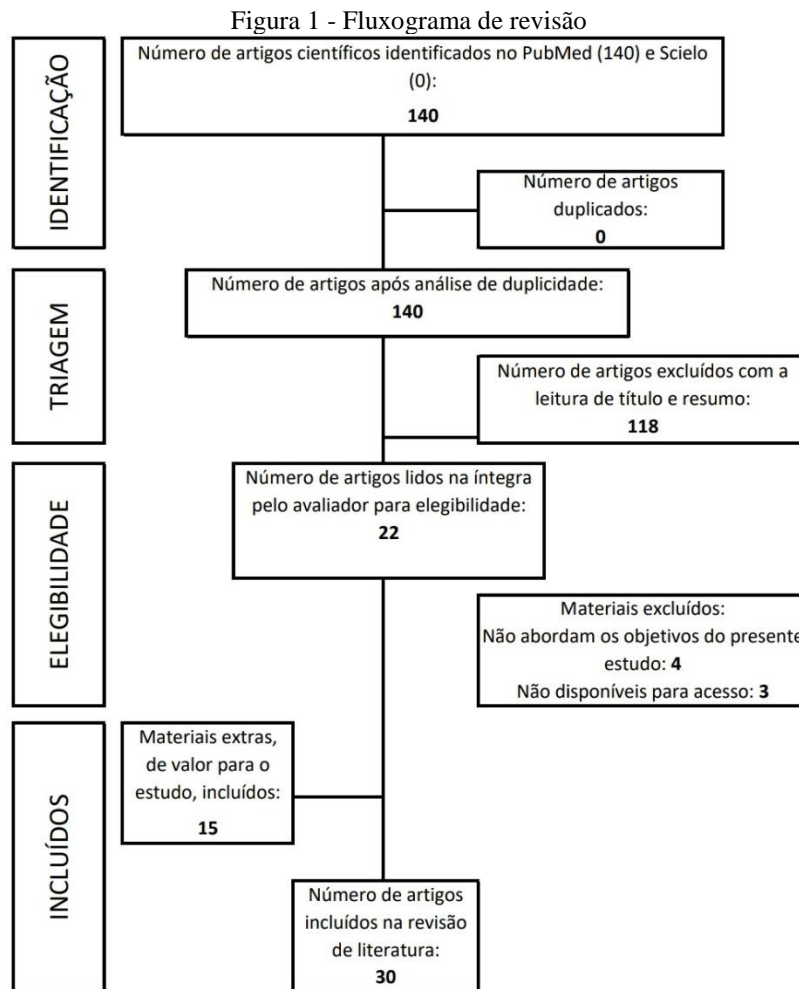 Figura 1 - Fluxograma de revisão
IDENTIFICAÇÃO
Número de artigos científicos identificados no PubMed (140) e Scielo
(0):
140
Número de artigos
duplicados:
0
TRIAGEM
Número de artigos após análise de duplicidade:
140
Número de artigos excluídos com a
leitura de título e resumo:
118
ELEGIBILIDADE
Número de artigos lidos na íntegra
pelo avaliador para elegibilidade:
22
Materiais excluídos:
Não abordam os objetivos do presente
estudo: 4
Não disponíveis para acesso: 3
INCLUÍDOS
Materiais extras,
de valor para o
estudo, incluídos:
15
Número de artigos
incluídos na revisão
de literatura:
30